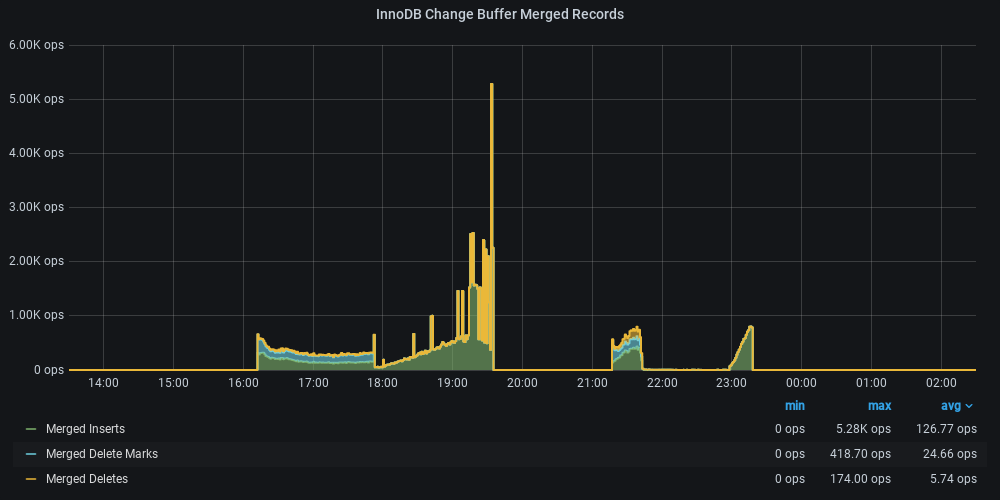 InnoDB Change Buffer Merged Records
6.00K ops
5.00K ops
4.00K ops
3.00K ops
2.00K ops
1.00K ops
0 ops
14:00 15:00 16:00 17:00 18:00 19:00 20:00 21:00 22:00 23:00 00:00 01:00 02:00
min max avg
Merged Inserts 0 ops 5.28K ops 126.77 ops
Merged Delete Marks 0 ops 418.70 ops 24.66 ops
Merged Deletes 0 ops 174.00 ops 5.74 ops